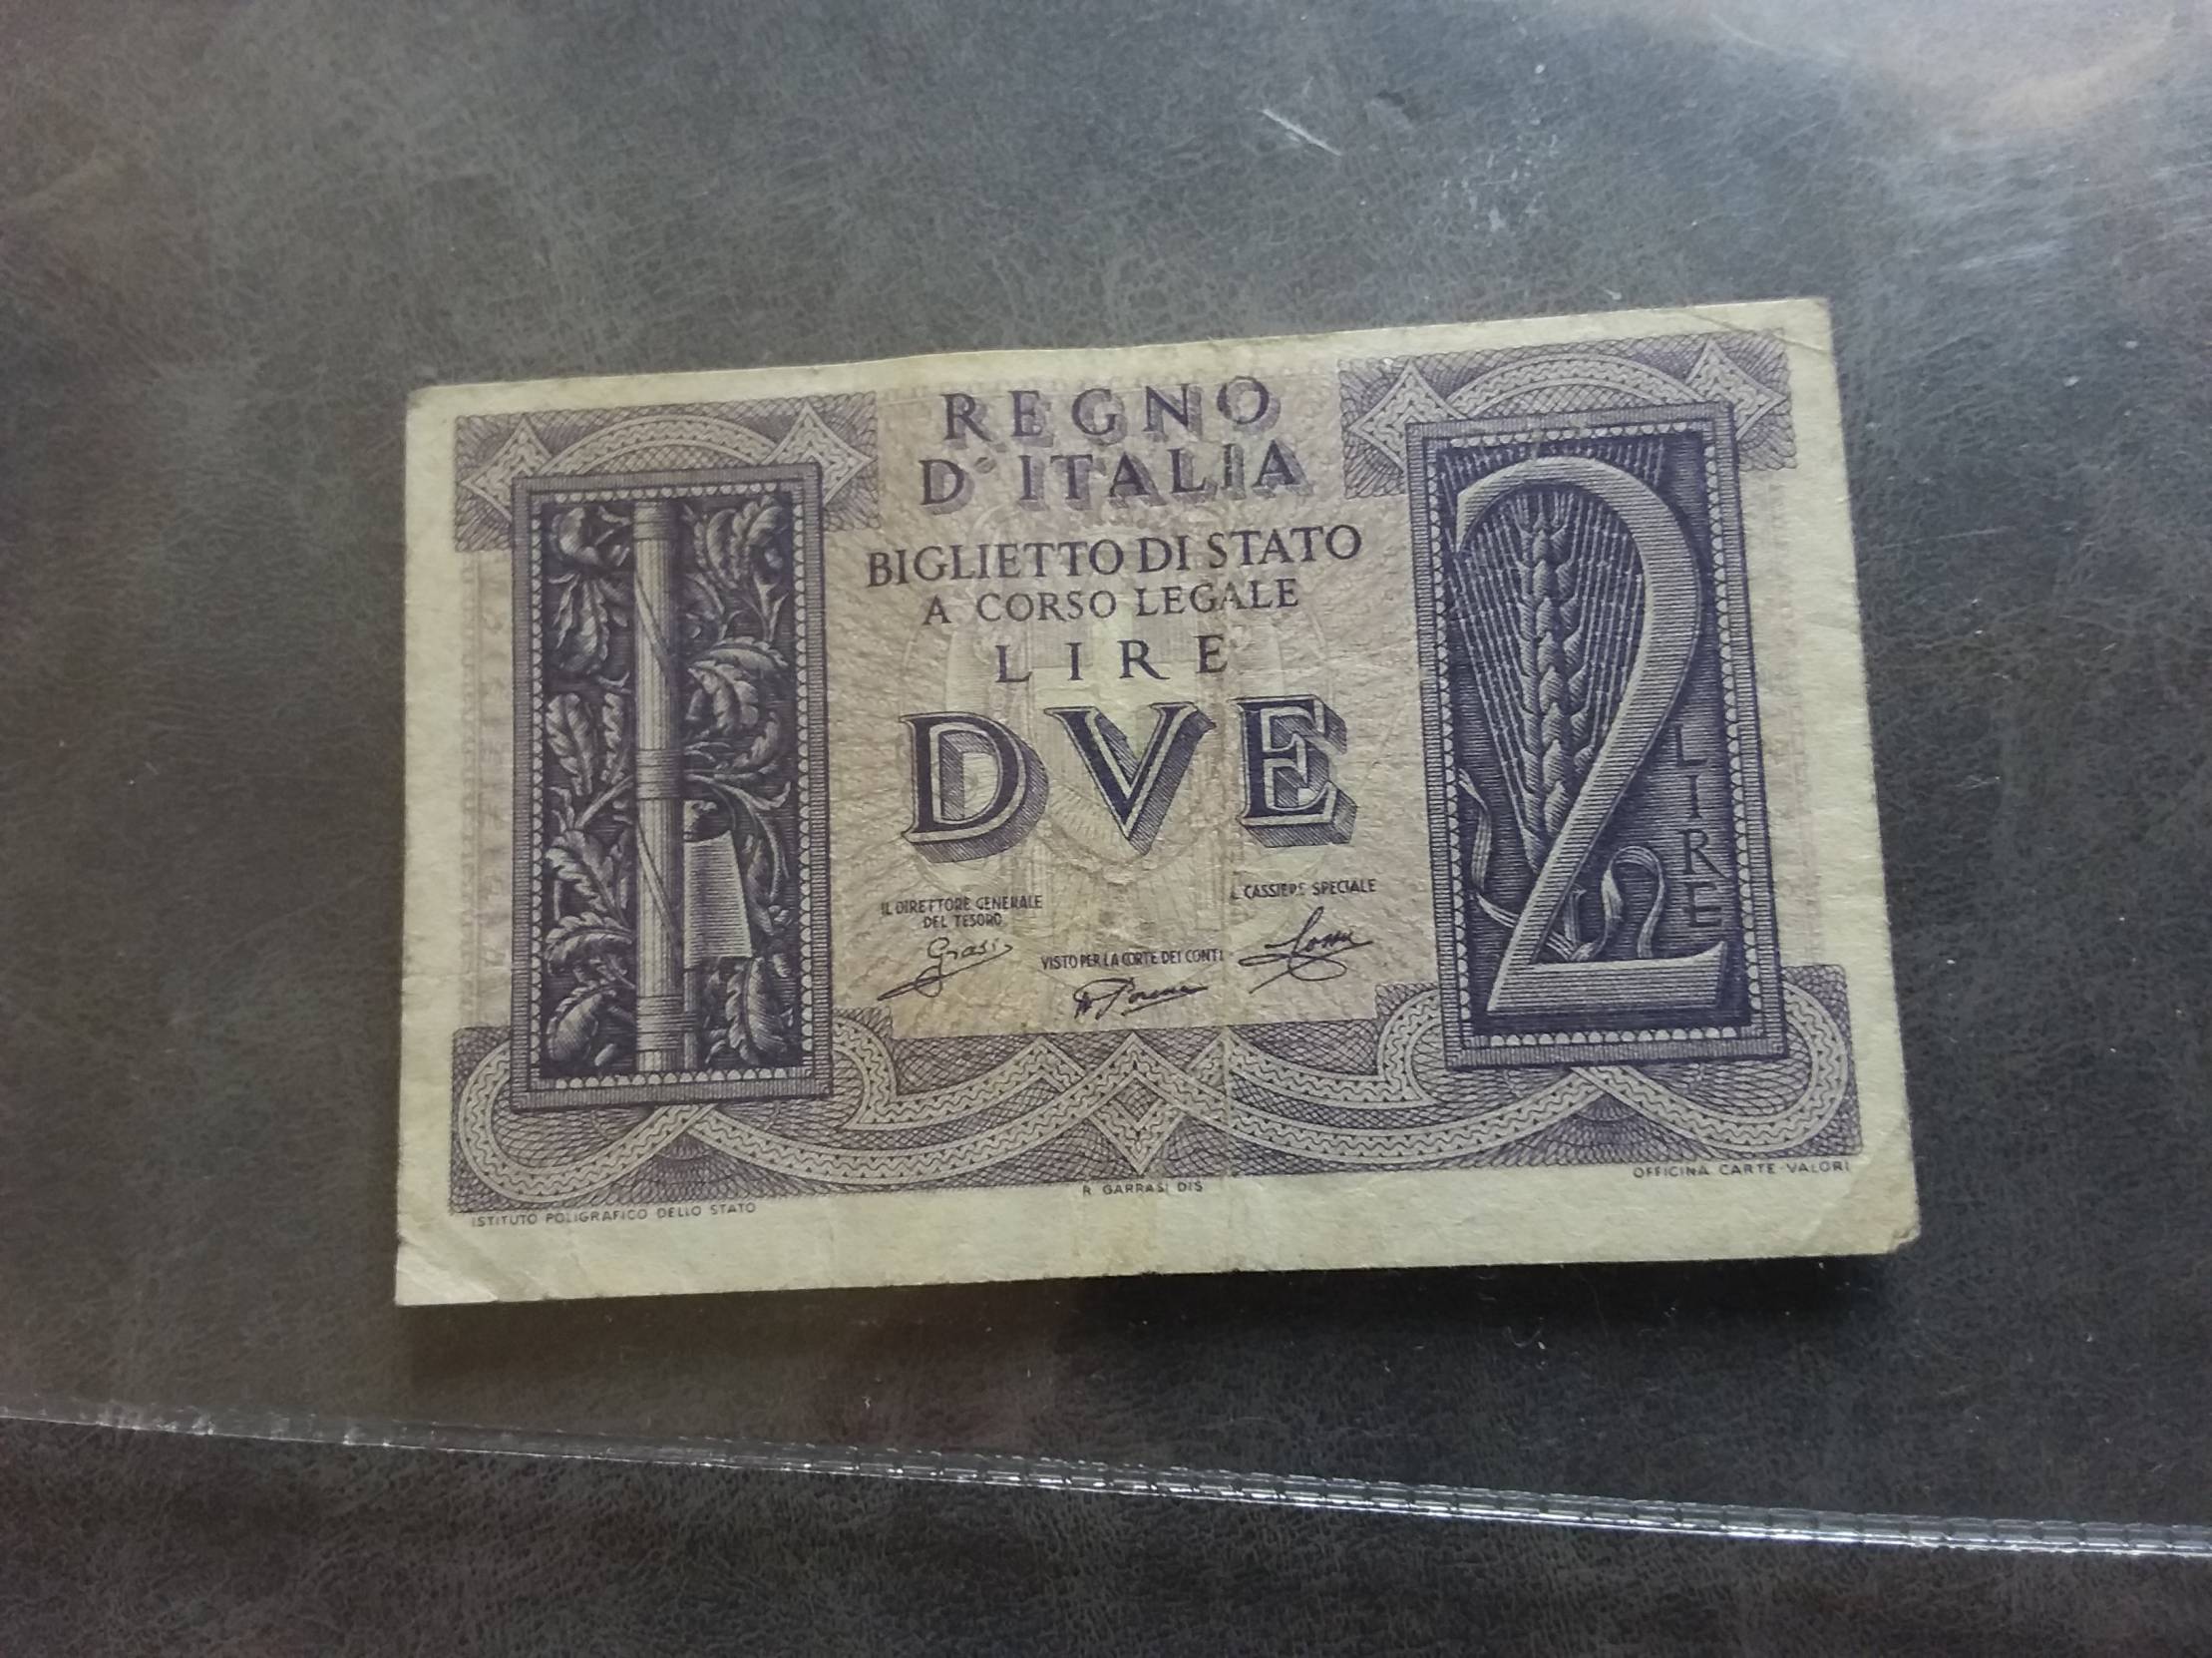 REGNO
D'ITALIA
BIGLIETTO DI STATO
A CORSO LEGALE
LIRE
DVE
2
LIRE
IL DIRETTORE GENERALE
DEL TESORO
Grassi
IL CASSIERE SPECIALE
VISTO PER LA CORTE DEI CONTI
ISTITUTO POLIGRAFICO DELLO STATO
R. GARRASI DIS
OFFICINA CARTE-VALORI